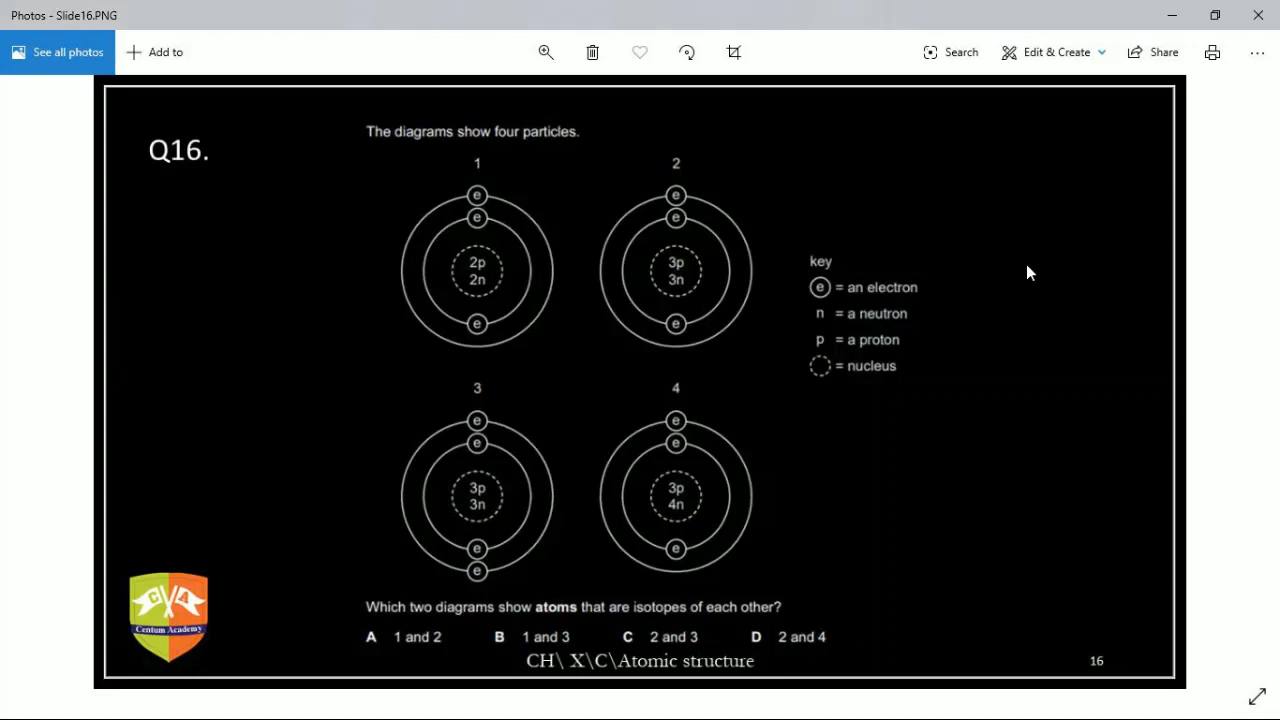 Photos - Slide16.PNG
See all photos
Add to
Search
Edit & Create
Share
Q16.
The diagrams show four particles.
1
2
e
e
e
e
2p
2n
3p
3n
e
e
key
e = an electron
n = a neutron
p = a proton
= nucleus
3
4
e
e
e
e
3p
3n
3p
4n
e
e
e
C A
Centum Academy
Which two diagrams show atoms that are isotopes of each other?
A 1 and 2 B 1 and 3 C 2 and 3 D 2 and 4
CH\ X\C\Atomic structure
16